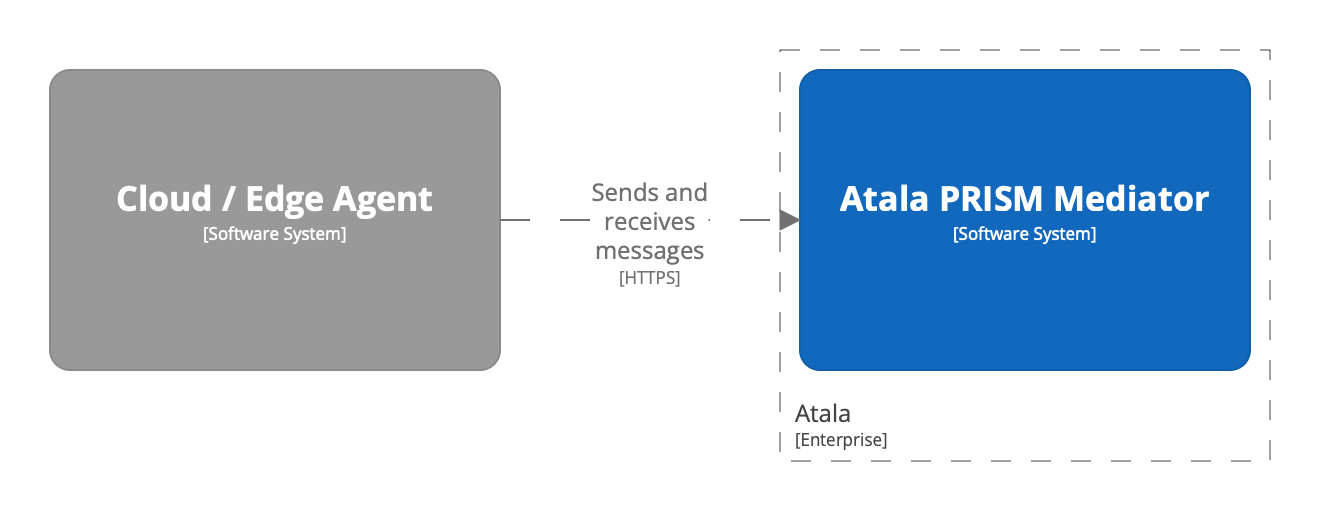 Cloud / Edge Agent
[Software System]
Sends and
receives
messages
[HTTPS]
Atala PRISM Mediator
[Software System]
Atala
[Enterprise]